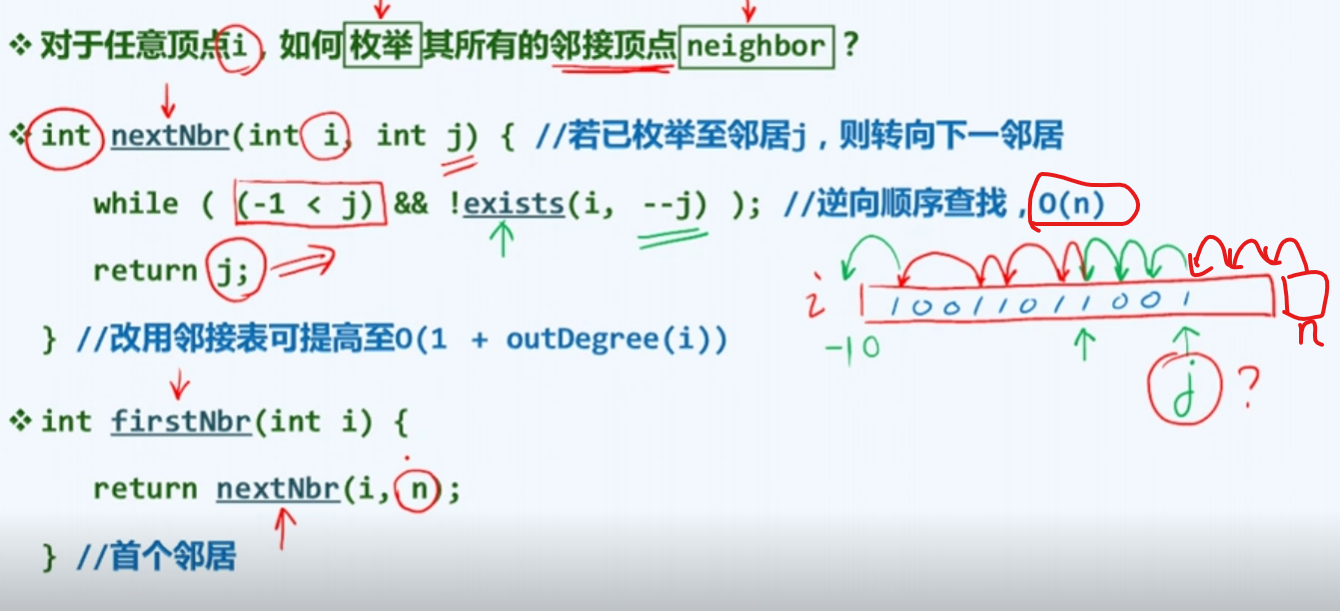 ❖ 对于任意顶点i，如何枚举其所有的邻接顶点neighbor？
❖ int nextNbr(int i, int j) { //若已枚举至邻居j，则转向下一邻居
while ( (-1 < j) && !exists(i, --j) ); //逆向顺序查找，O(n)
return j;
i 1 0 0 1 1 0 1 1 0 0 1 n
} //改用邻接表可提高至O(1 + outDegree(i))
-1 0 j ?
❖ int firstNbr(int i) {
return nextNbr(i, n);
} //首个邻居